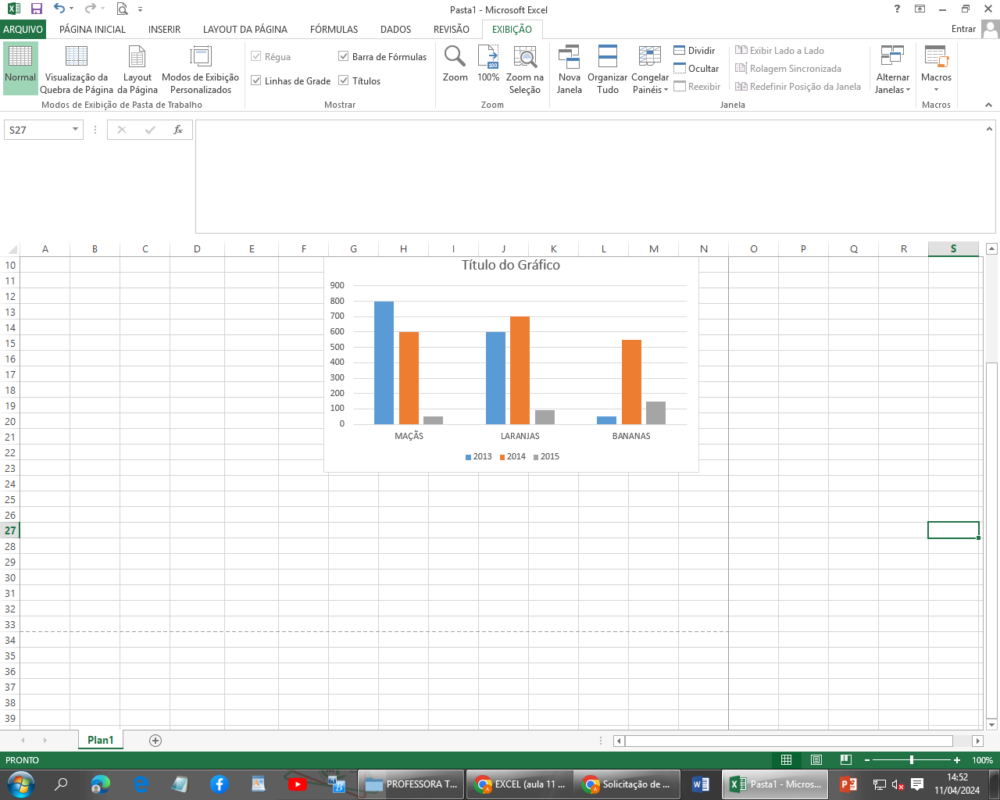 Pasta1 - Microsoft Excel
ARQUIVO PÁGINA INICIAL INSERIR LAYOUT DA PÁGINA FÓRMULAS DADOS REVISÃO EXIBIÇÃO Entrar
Normal
Visualização da
Quebra de Página
Layout
da Página
Modos de Exibição
Personalizados
Modos de Exibição de Pasta de Trabalho
Régua
Barra de Fórmulas
Linhas de Grade
Títulos
Mostrar
Zoom
100
100%
Zoom na
Seleção
Zoom
Nova
Janela
Organizar
Tudo
Congelar
Painéis
Dividir
Ocultar
Reexibir
Exibir Lado a Lado
Rolagem Sincronizada
Redefinir Posição da Janela
Alternar
Janelas
Janela
Macros
Macros
S27
fx
A B C D E F G H I J K L M N O P Q R S
10
11
12
13
14
15
16
17
18
19
20
21
22
23
24
25
26
27
28
29
30
31
32
33
34
35
36
37
38
39
Título do Gráfico
900
800
700
600
500
400
300
200
100
0
MAÇÃS LARANJAS BANANAS
2013 2014 2015
Plan1
PRONTO
100%
PROFESSORA T...
EXCEL (aula 11 ...
Solicitação de ...
Pasta1 - Micros...
14:52
11/04/2024